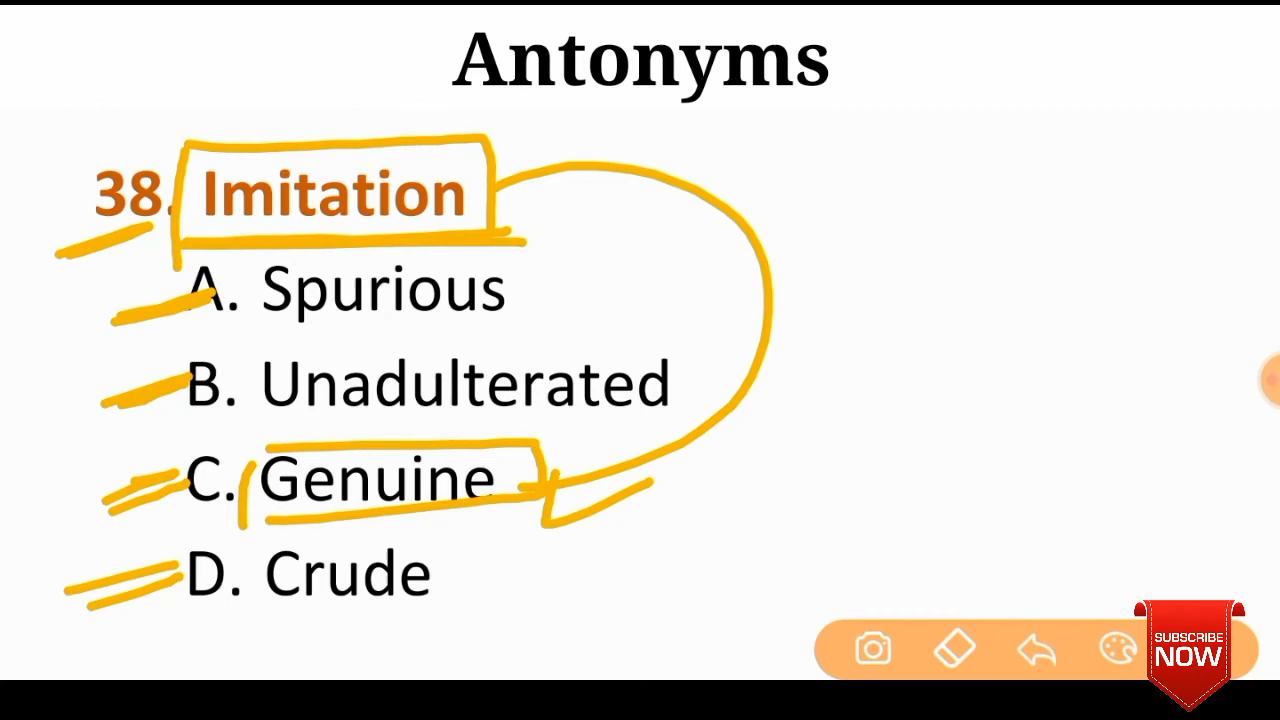 Antonyms
38. Imitation
A. Spurious
B. Unadulterated
C. Genuine
D. Crude
SUBSCRIBE
NOW